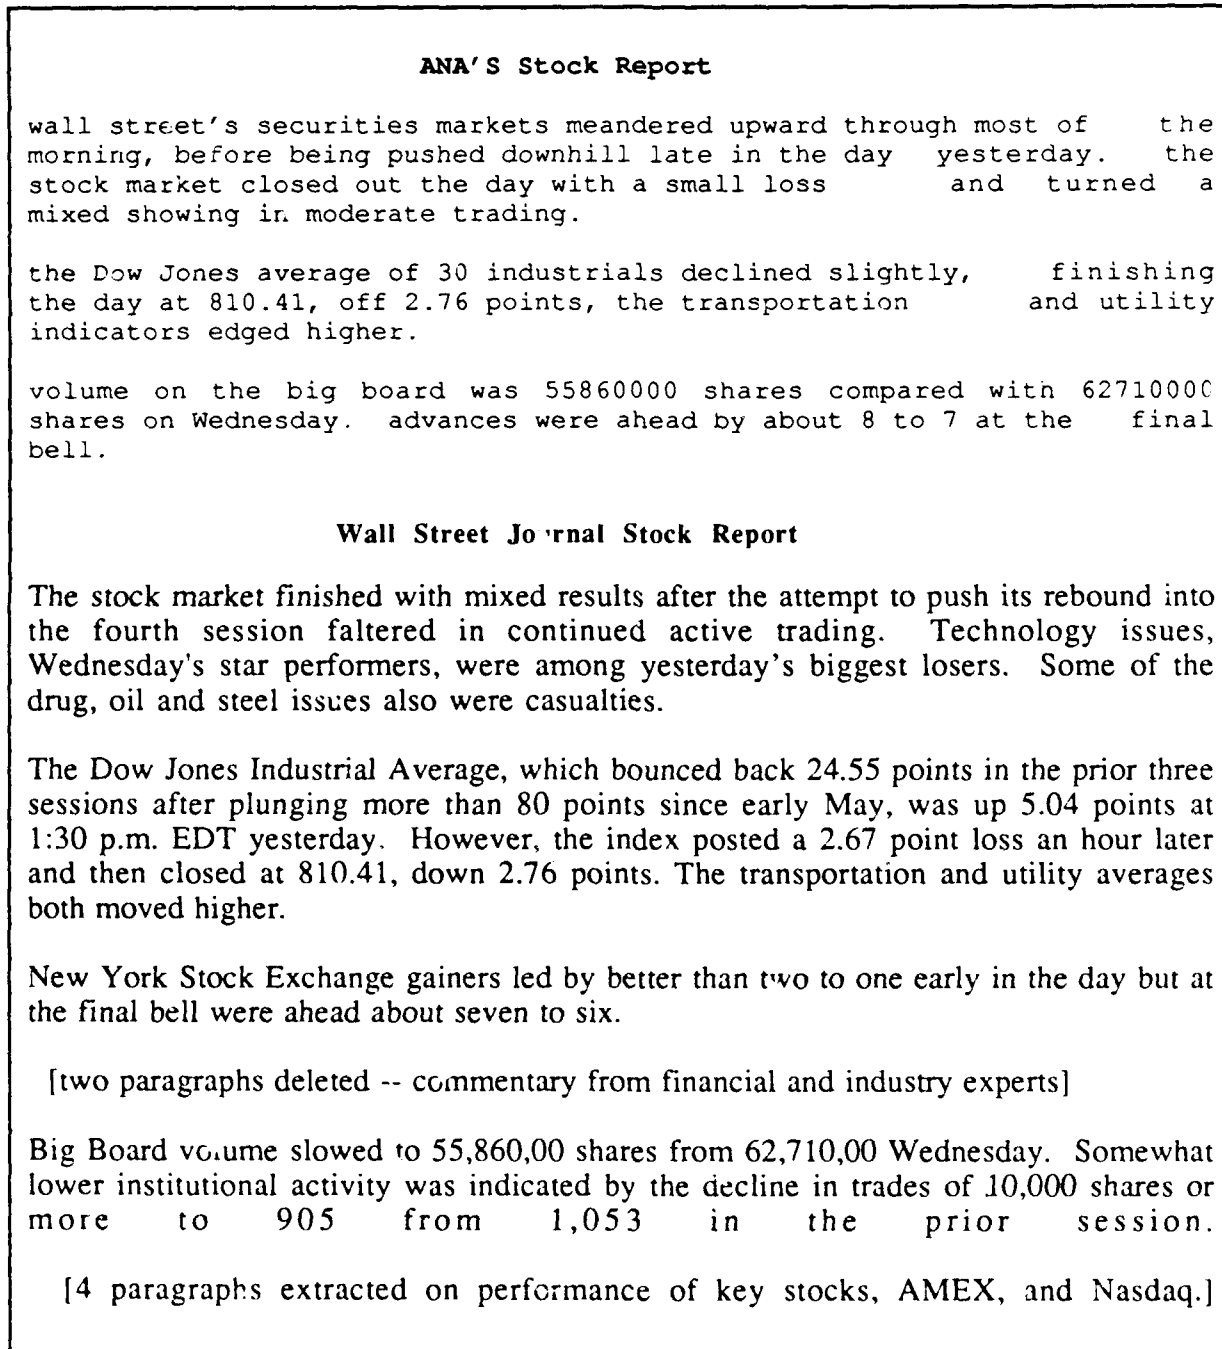 ANA'S Stock Report
wall street's securities markets meandered upward through most of the
morning, before being pushed downhill late in the day yesterday. the
stock market closed out the day with a small loss and turned a
mixed showing in moderate trading.
the Dow Jones average of 30 industrials declined slightly, finishing
the day at 810.41, off 2.76 points, the transportation and utility
indicators edged higher.
volume on the big board was 55860000 shares compared with 62710000
shares on Wednesday. advances were ahead by about 8 to 7 at the final
bell.
Wall Street Journal Stock Report
The stock market finished with mixed results after the attempt to push its rebound into
the fourth session faltered in continued active trading. Technology issues,
Wednesday's star performers, were among yesterday's biggest losers. Some of the
drug, oil and steel issues also were casualties.
The Dow Jones Industrial Average, which bounced back 24.55 points in the prior three
sessions after plunging more than 80 points since early May, was up 5.04 points at
1:30 p.m. EDT yesterday. However, the index posted a 2.67 point loss an hour later
and then closed at 810.41, down 2.76 points. The transportation and utility averages
both moved higher.
New York Stock Exchange gainers led by better than two to one early in the day but at
the final bell were ahead about seven to six.
[two paragraphs deleted -- commentary from financial and industry experts]
Big Board volume slowed to 55,860,00 shares from 62,710,00 Wednesday. Somewhat
lower institutional activity was indicated by the decline in trades of 10,000 shares or
more to 905 from 1,053 in the prior session.
[4 paragraphs extracted on performance of key stocks, AMEX, and Nasdaq.]